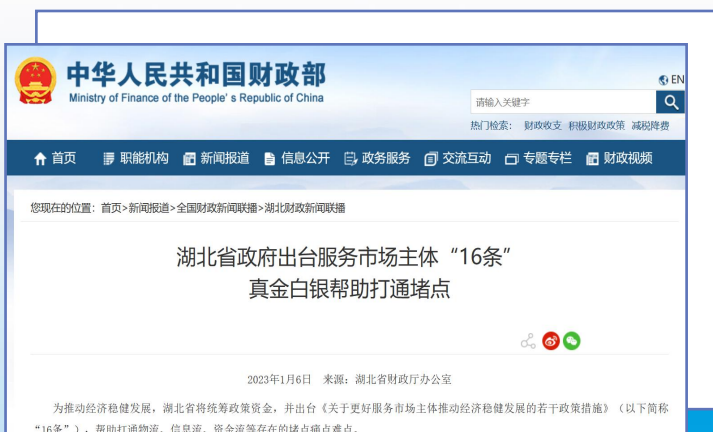 中华人民共和国财政部
Ministry of Finance of the People's Republic of China
EN
请输入关键字
热门检索： 财政收支 积极财政政策 减税降费
首页 职能机构 新闻报道 信息公开 政务服务 交流互动 专题专栏 财政视频
您现在的位置：首页>新闻报道>全国财政新闻联播>湖北财政新闻联播
湖北省政府出台服务市场主体“16条”
真金白银帮助打通堵点
2023年1月6日 来源：湖北省财政厅办公室
为推动经济稳健发展，湖北省将统筹政策资金，并出台《关于更好服务市场主体推动经济稳健发展的若干政策措施》（以下简称
“16条”），帮助打通物流、信息流、资金流等存在的堵点痛点难点。